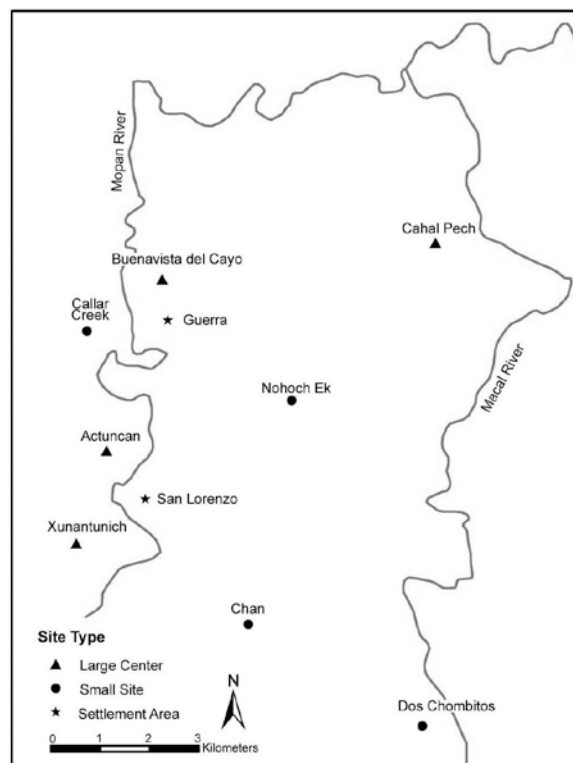 Mopan River
Cahal Pech
Buenavista del Cayo
Callar
Creek
Guerra
Nohoch Ek
Macal River
Actuncan
San Lorenzo
Xunantunich
Chan
Site Type
Large Center
Small Site
Settlement Area
N
Dos Chombitos
0 1 2 3
Kilometers